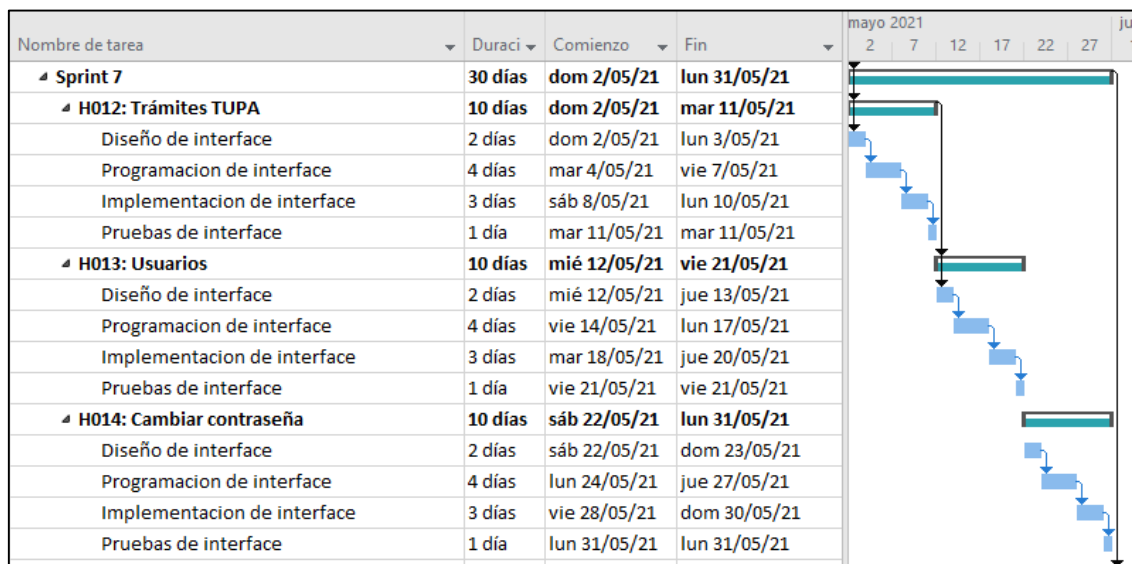 mayo 2021 ju
Nombre de tarea Duraci Comienzo Fin 2 7 12 17 22 27 1
Sprint 7 30 días dom 2/05/21 lun 31/05/21
H012: Trámites TUPA 10 días dom 2/05/21 mar 11/05/21
Diseño de interface 2 días dom 2/05/21 lun 3/05/21
Programacion de interface 4 días mar 4/05/21 vie 7/05/21
Implementacion de interface 3 días sáb 8/05/21 lun 10/05/21
Pruebas de interface 1 día mar 11/05/21 mar 11/05/21
H013: Usuarios 10 días mié 12/05/21 vie 21/05/21
Diseño de interface 2 días mié 12/05/21 jue 13/05/21
Programacion de interface 4 días vie 14/05/21 lun 17/05/21
Implementacion de interface 3 días mar 18/05/21 jue 20/05/21
Pruebas de interface 1 día vie 21/05/21 vie 21/05/21
H014: Cambiar contraseña 10 días sáb 22/05/21 lun 31/05/21
Diseño de interface 2 días sáb 22/05/21 dom 23/05/21
Programacion de interface 4 días lun 24/05/21 jue 27/05/21
Implementacion de interface 3 días vie 28/05/21 dom 30/05/21
Pruebas de interface 1 día lun 31/05/21 lun 31/05/21